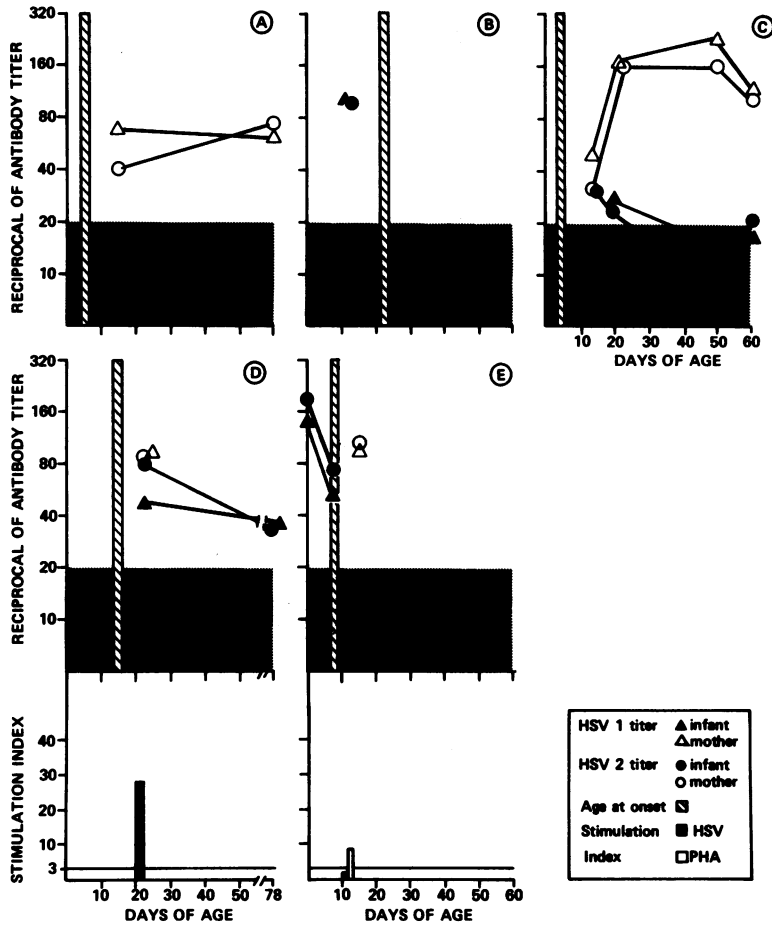 RECIPROCAL OF ANTIBODY TITER
320
160
80
40
20
10
A
B
C
10 20 30 40 50 60
DAYS OF AGE
RECIPROCAL OF ANTIBODY TITER
320
160
80
40
20
10
D
E
STIMULATION INDEX
40
30
20
10
3
10 20 30 40 50 78
DAYS OF AGE
10 20 30 40 50 60
DAYS OF AGE
HSV 1 titer ▲ infant
△ mother
HSV 2 titer ● infant
○ mother
Age at onset
Stimulation ■ HSV
Index □ PHA